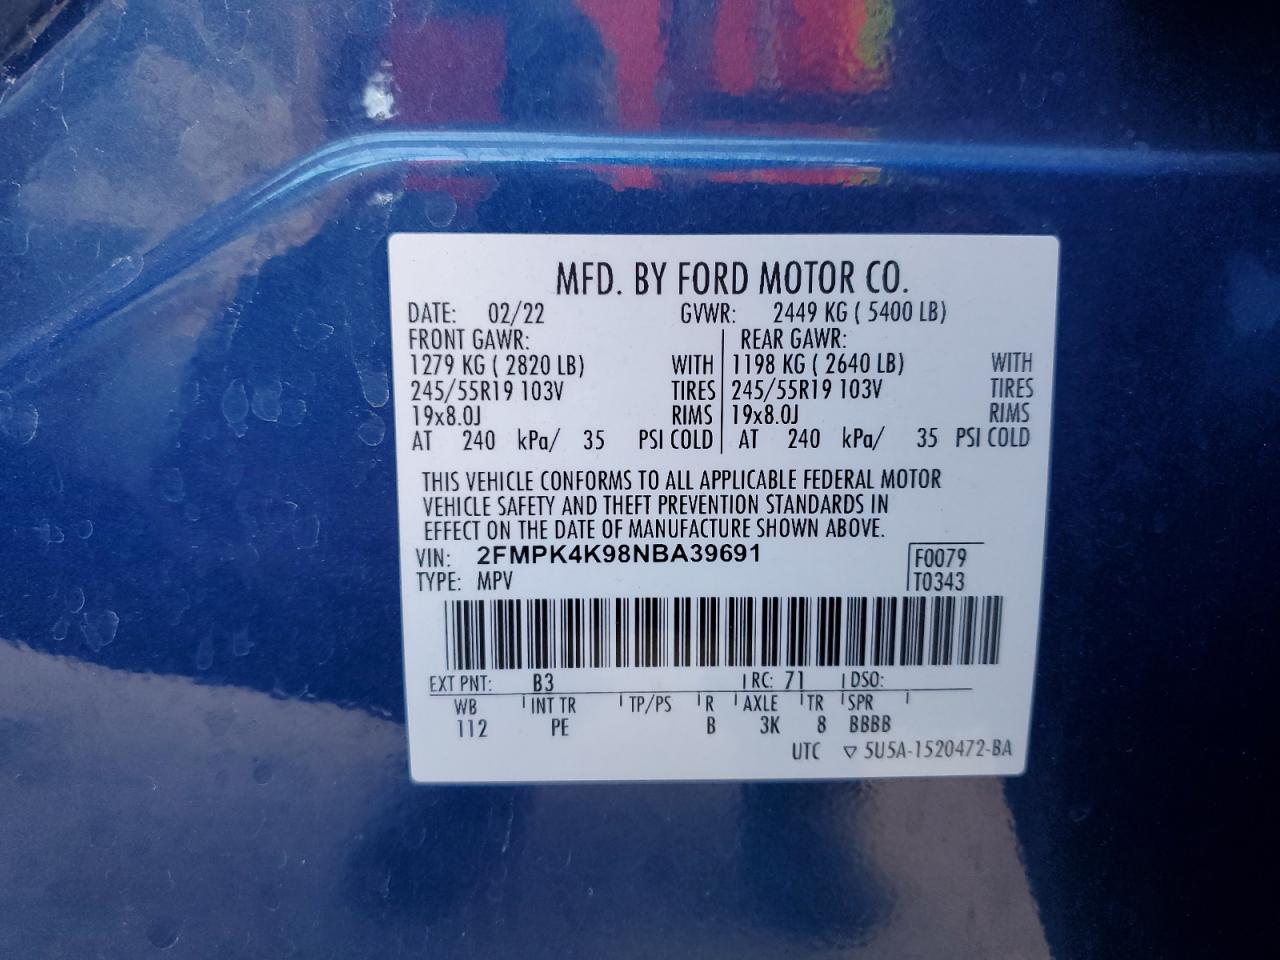 MFD. BY FORD MOTOR CO.
DATE: 02/22 GVWR: 2449 KG ( 5400 LB)
FRONT GAWR: REAR GAWR:
1279 KG ( 2820 LB) WITH 1198 KG ( 2640 LB) WITH
245/55R19 103V TIRES 245/55R19 103V TIRES
19x8.0J RIMS 19x8.0J RIMS
AT 240 kPa/ 35 PSI COLD AT 240 kPa/ 35 PSI COLD
THIS VEHICLE CONFORMS TO ALL APPLICABLE FEDERAL MOTOR
VEHICLE SAFETY AND THEFT PREVENTION STANDARDS IN
EFFECT ON THE DATE OF MANUFACTURE SHOWN ABOVE.
VIN: 2FMPK4K98NBA39691 F0079
TYPE: MPV T0343
EXT PNT: B3 RC: 71 DSO:
WB INT TR TP/PS R AXLE TR SPR
112 PE B 3K 8 BBBB
UTC ▽ 5U5A-1520472-BA